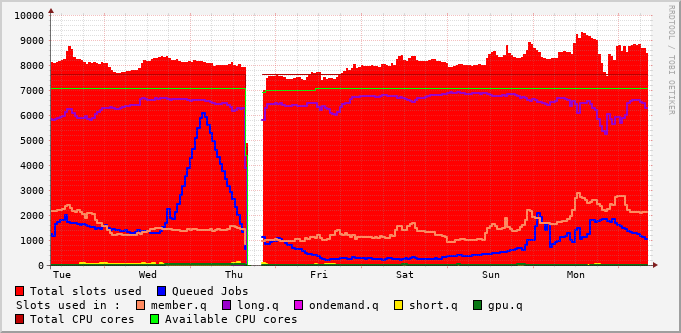 10000
9000
8000
7000
6000
5000
4000
3000
2000
1000
0
Tue Wed Thu Fri Sat Sun Mon
RRDTOOL / TOBI OETIKER
Total slots used Queued Jobs
Slots used in : member.q long.q ondemand.q short.q gpu.q
Total CPU cores Available CPU cores